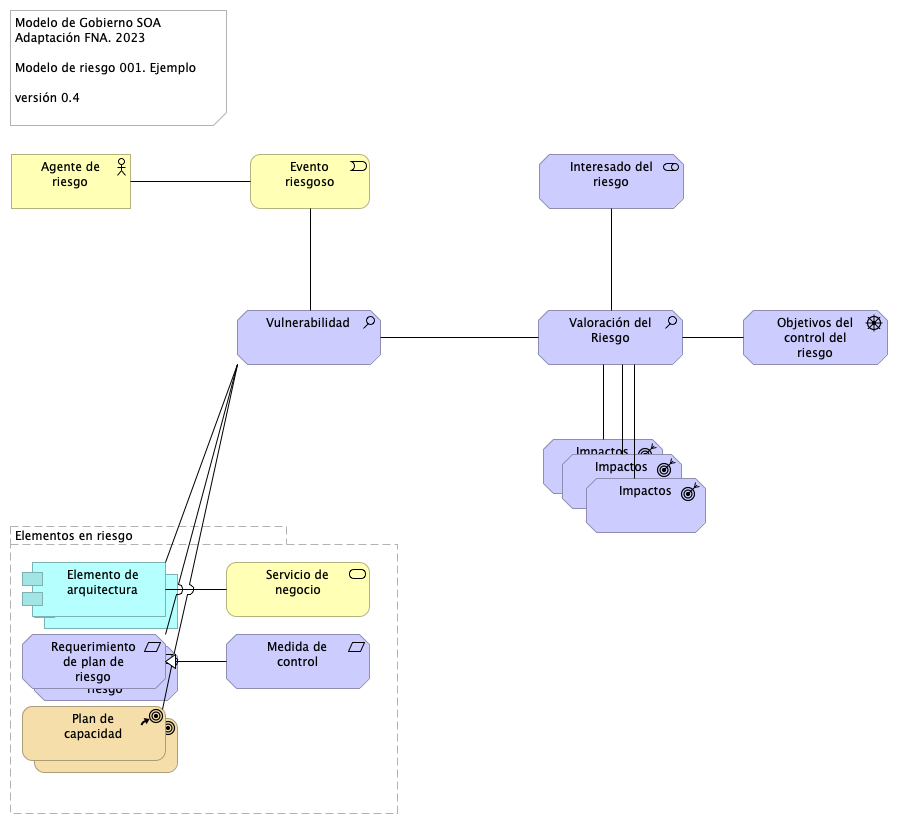 Modelo de Gobierno SOA
Adaptación FNA. 2023
Modelo de riesgo 001. Ejemplo
versión 0.4
Agente de
riesgo
Evento
riesgoso
Interesado del
riesgo
Vulnerabilidad
Valoración del
Riesgo
Objetivos del
control del
riesgo
Impactos
Impactos
Impactos
Elementos en riesgo
Elemento de
arquitectura
Servicio de
negocio
Requerimiento
de plan de
riesgo
riesgo
Medida de
control
Plan de
capacidad